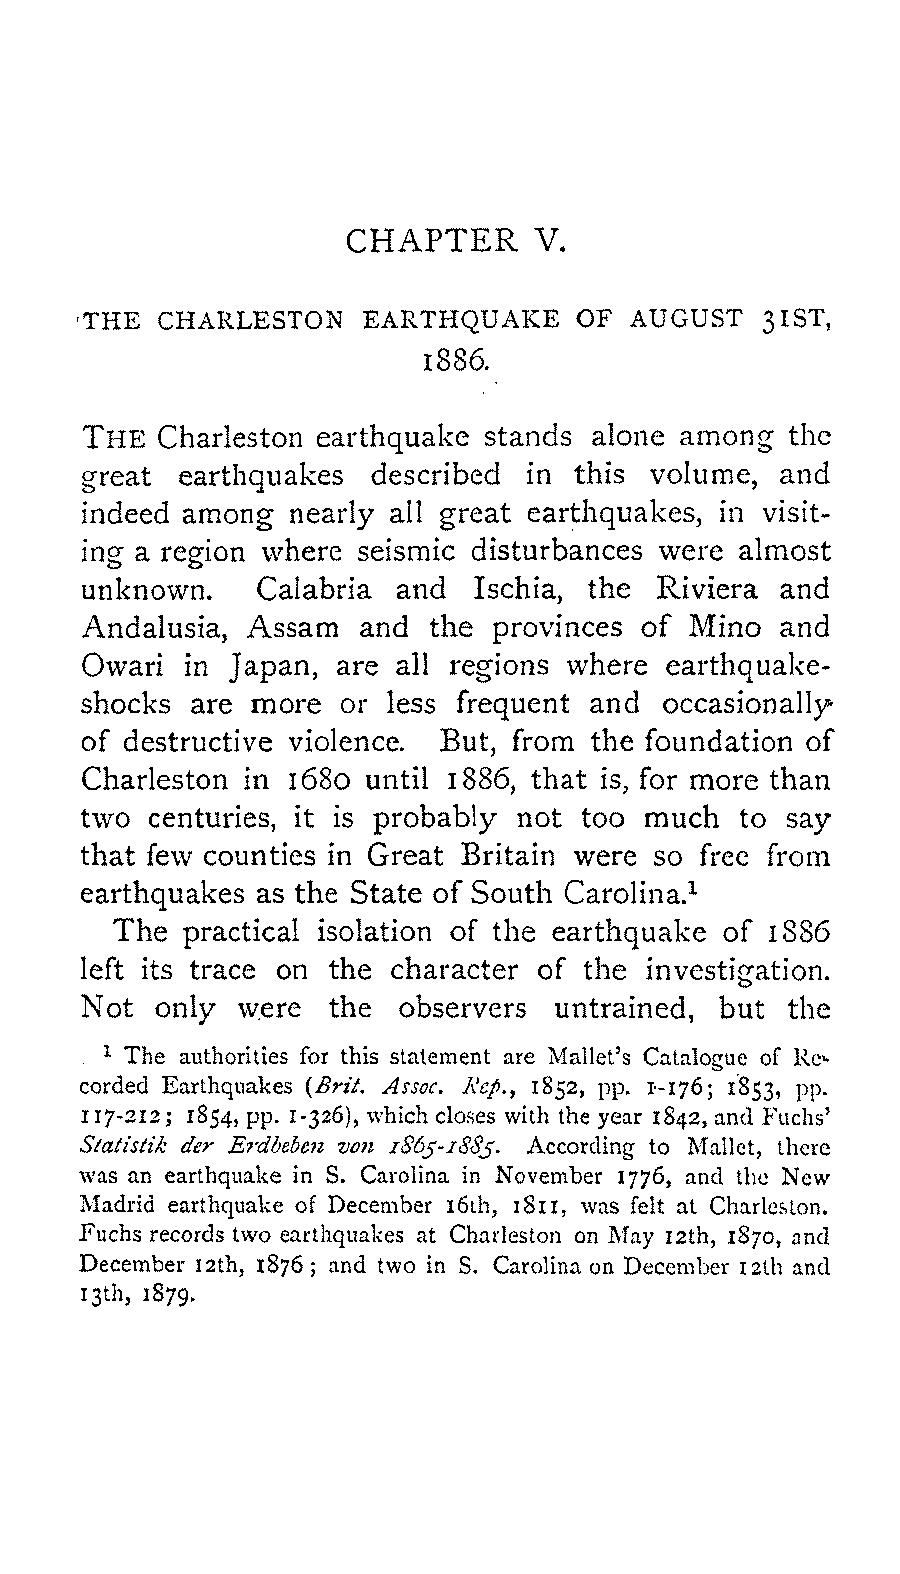 CHAPTER V.
THE CHARLESTON EARTHQUAKE OF AUGUST 31ST,
1886.
THE Charleston earthquake stands alone among the
great earthquakes described in this volume, and
indeed among nearly all great earthquakes, in visit-
ing a region where seismic disturbances were almost
unknown. Calabria and Ischia, the Riviera and
Andalusia, Assam and the provinces of Mino and
Owari in Japan, are all regions where earthquake-
shocks are more or less frequent and occasionally
of destructive violence. But, from the foundation of
Charleston in 1680 until 1886, that is, for more than
two centuries, it is probably not too much to say
that few counties in Great Britain were so free from
earthquakes as the State of South Carolina.¹
The practical isolation of the earthquake of 1886
left its trace on the character of the investigation.
Not only were the observers untrained, but the
¹ The authorities for this statement are Mallet's Catalogue of Re-
corded Earthquakes (Brit. Assoc. Rep., 1852, pp. 1-176; 1853, pp.
117-212; 1854, pp. 1-326), which closes with the year 1842, and Fuchs'
Statistik der Erdbeben von 1865-1885. According to Mallet, there
was an earthquake in S. Carolina in November 1776, and the New
Madrid earthquake of December 16th, 1811, was felt at Charleston.
Fuchs records two earthquakes at Charleston on May 12th, 1870, and
December 12th, 1876; and two in S. Carolina on December 12th and
13th, 1879.